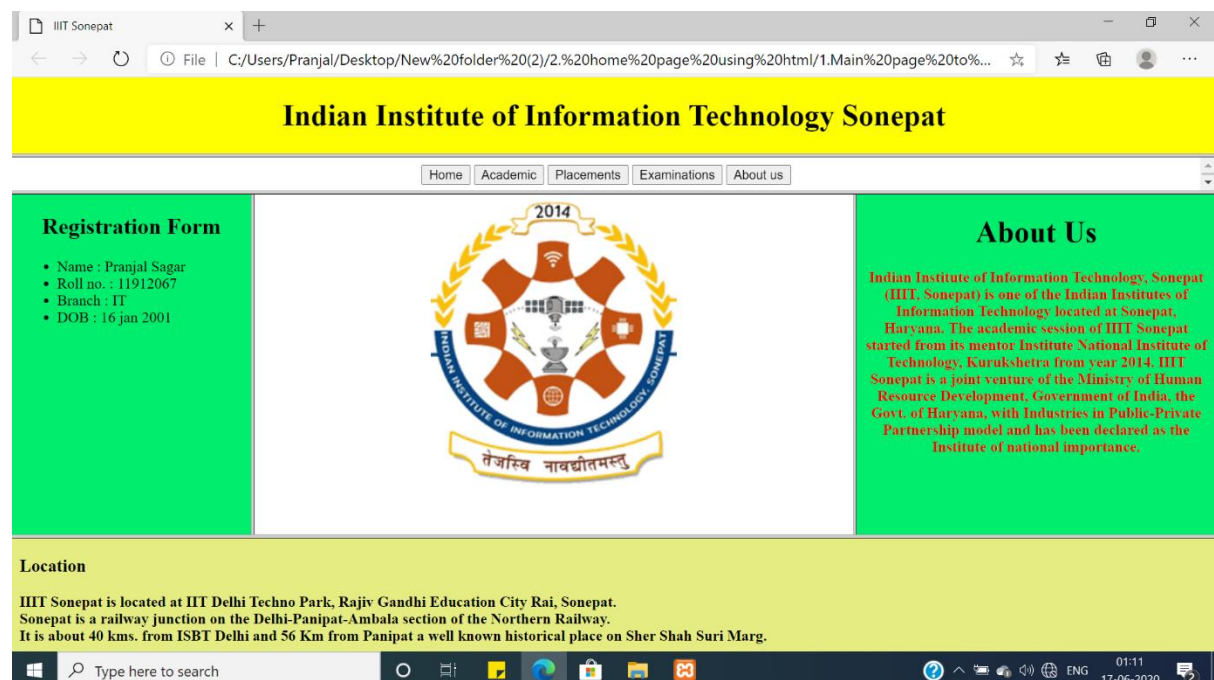 IIIT Sonepat
File
C:/Users/Pranjal/Desktop/New%20folder%20(2)/2.%20home%20page%20using%20html/1.Main%20page%20to%...
Indian Institute of Information Technology Sonepat
Home Academic Placements Examinations About us
Registration Form
• Name : Pranjal Sagar
• Roll no. : 11912067
• Branch : IT
• DOB : 16 jan 2001
2014
INDIAN INSTITUTE OF INFORMATION TECHNOLOGY, SONEPAT
तेजस्वि नावधीतमस्तु
About Us
Indian Institute of Information Technology, Sonepat
(IIIT, Sonepat) is one of the Indian Institutes of
Information Technology located at Sonepat,
Haryana. The academic session of IIIT Sonepat
started from its mentor Institute National Institute of
Technology, Kurukshetra from year 2014. IIIT
Sonepat is a joint venture of the Ministry of Human
Resource Development, Government of India, the
Govt. of Haryana, with Industries in Public-Private
Partnership model and has been declared as the
Institute of national importance.
Location
IIIT Sonepat is located at IIT Delhi Techno Park, Rajiv Gandhi Education City Rai, Sonepat.
Sonepat is a railway junction on the Delhi-Panipat-Ambala section of the Northern Railway.
It is about 40 kms. from ISBT Delhi and 56 Km from Panipat a well known historical place on Sher Shah Suri Marg.
Type here to search
ENG
01:11
17-06-2020